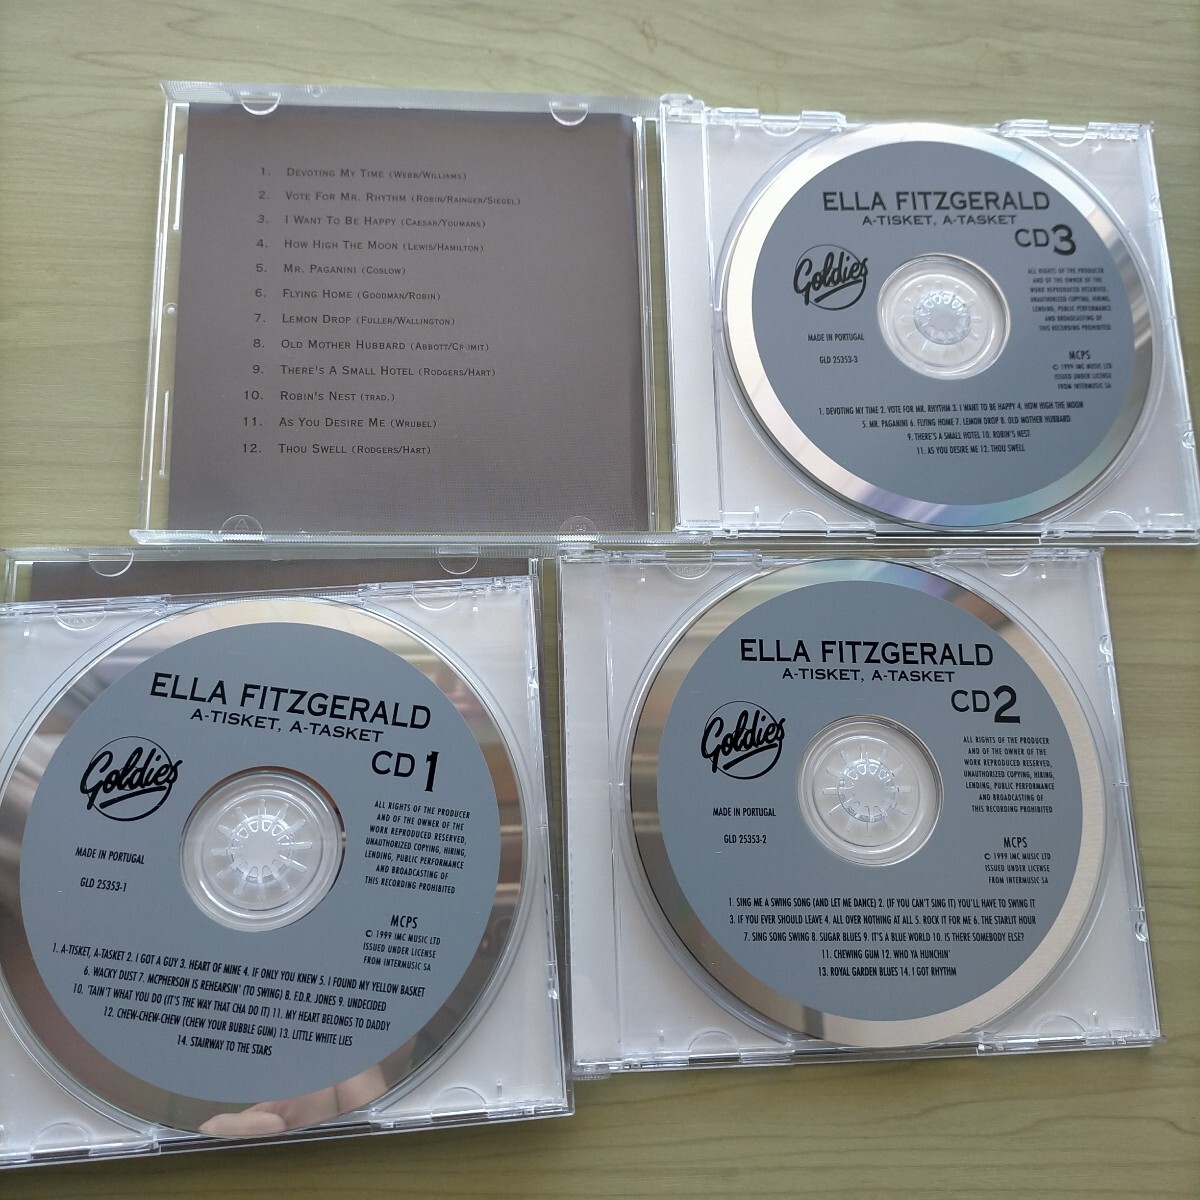 1. Devoting My Time (Webb/Williams)
2. Vote For Mr. Rhythm (Robin/Rainger/Siegel)
3. I Want To Be Happy (Caesar/Youmans)
4. How High The Moon (Lewis/Hamilton)
5. Mr. Paganini (Coslow)
6. Flying Home (Goodman/Robin)
7. Lemon Drop (Fuller/Wallington)
8. Old Mother Hubbard
9. There's A Small Hotel (Rodgers/Hart)
10. Robin's Nest (trad.)
11. As You Desire Me (Wrubel)
12. Thou Swell (Rodgers/Hart)
ELLA FITZGERALD
A-TISKET, A-TASKET
CD3
Goldies
ALL RIGHTS OF THE PRODUCER
AND OF THE OWNER OF THE
WORK REPRODUCED RESERVED
UNAUTHORIZED COPYING, HIRING,
LENDING, PUBLIC PERFORMANCE
AND BROADCASTING OF
THIS RECORDING PROHIBITED
MADE IN PORTUGAL
GLD 25353-3
MCPS
© 1999 IMC MUSIC LTD
ISSUED UNDER LICENSE
FROM INTERMUSIC SA
1. DEVOTING MY TIME 2. VOTE FOR MR. RHYTHM 3. I WANT TO BE HAPPY 4. HOW HIGH THE MOON
5. MR. PAGANINI 6. FLYING HOME 7. LEMON DROP 8. OLD MOTHER HUBBARD
9. THERE'S A SMALL HOTEL 10. ROBIN'S NEST
11. AS YOU DESIRE ME 12. THOU SWELL
ELLA FITZGERALD
A-TISKET, A-TASKET
CD 1
Goldies
ALL RIGHTS OF THE PRODUCER
AND OF THE OWNER OF THE
WORK REPRODUCED RESERVED,
UNAUTHORIZED COPYING, HIRING,
LENDING, PUBLIC PERFORMANCE
AND BROADCASTING OF
THIS RECORDING PROHIBITED
MADE IN PORTUGAL
GLD 25353-1
MCPS
© 1999 IMC MUSIC LTD
ISSUED UNDER LICENSE
FROM INTERMUSIC SA
1. A-TISKET, A-TASKET 2. I GOT A GUY 3. HEART OF MINE 4. IF ONLY YOU KNEW 5. I FOUND MY YELLOW BASKET
6. WACKY DUST 7. MCPHERSON IS REHEARSIN' (TO SWING) 8. E.D.R. JONES 9. UNDECIDED
10. 'TAIN'T WHAT YOU DO (IT'S THE WAY THAT CHA DO IT) 11. MY HEART BELONGS TO DADDY
12. CHEW-CHEW-CHEW (CHEW YOUR BUBBLE GUM) 13. LITTLE WHITE LIES
14. STAIRWAY TO THE STARS
ELLA FITZGERALD
A-TISKET, A-TASKET
CD2
Goldies
ALL RIGHTS OF THE PRODUCER
AND OF THE OWNER OF THE
WORK REPRODUCED RESERVED,
UNAUTHORIZED COPYING, HIRING,
LENDING, PUBLIC PERFORMANCE
AND BROADCASTING OF
THIS RECORDING PROHIBITED
MADE IN PORTUGAL
GLD 25353-2
MCPS
© 1999 IMC MUSIC LTD
ISSUED UNDER LICENSE
FROM INTERMUSIC SA
1. SING ME A SWING SONG (AND LET ME DANCE) 2. (IF YOU CAN'T SING IT) YOU'LL HAVE TO SWING IT
3. IF YOU EVER SHOULD LEAVE 4. ALL OVER NOTHING AT ALL 5. ROCK IT FOR ME 6. THE STARLIT HOUR
7. SING SONG SWING 8. SUGAR BLUES 9. IT'S A BLUE WORLD 10. IS THERE SOMEBODY ELSE?
11. CHEWING GUM 12. WHO YA HUNCHIN'
13. ROYAL GARDEN BLUES 14. I GOT RHYTHM